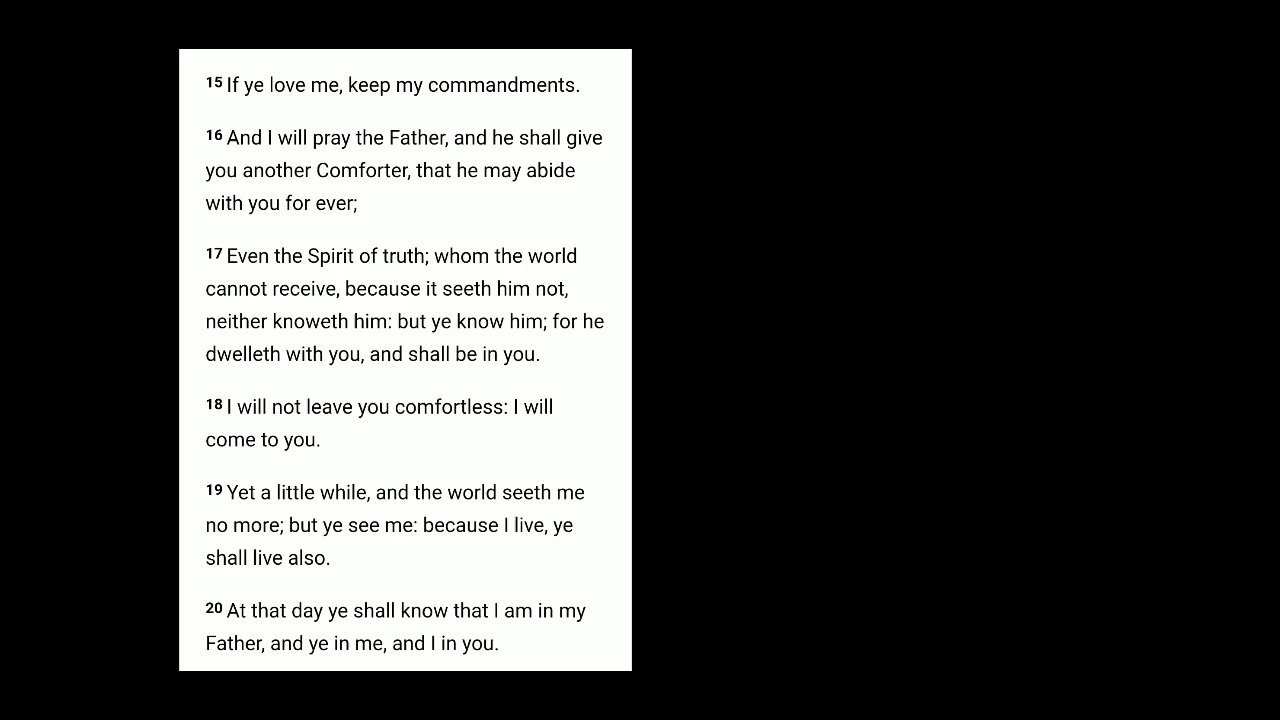 15 If ye love me, keep my commandments.
16 And I will pray the Father, and he shall give
you another Comforter, that he may abide
with you for ever;
17 Even the Spirit of truth; whom the world
cannot receive, because it seeth him not,
neither knoweth him: but ye know him; for he
dwelleth with you, and shall be in you.
18 I will not leave you comfortless: I will
come to you.
19 Yet a little while, and the world seeth me
no more; but ye see me: because I live, ye
shall live also.
20 At that day ye shall know that I am in my
Father, and ye in me, and I in you.